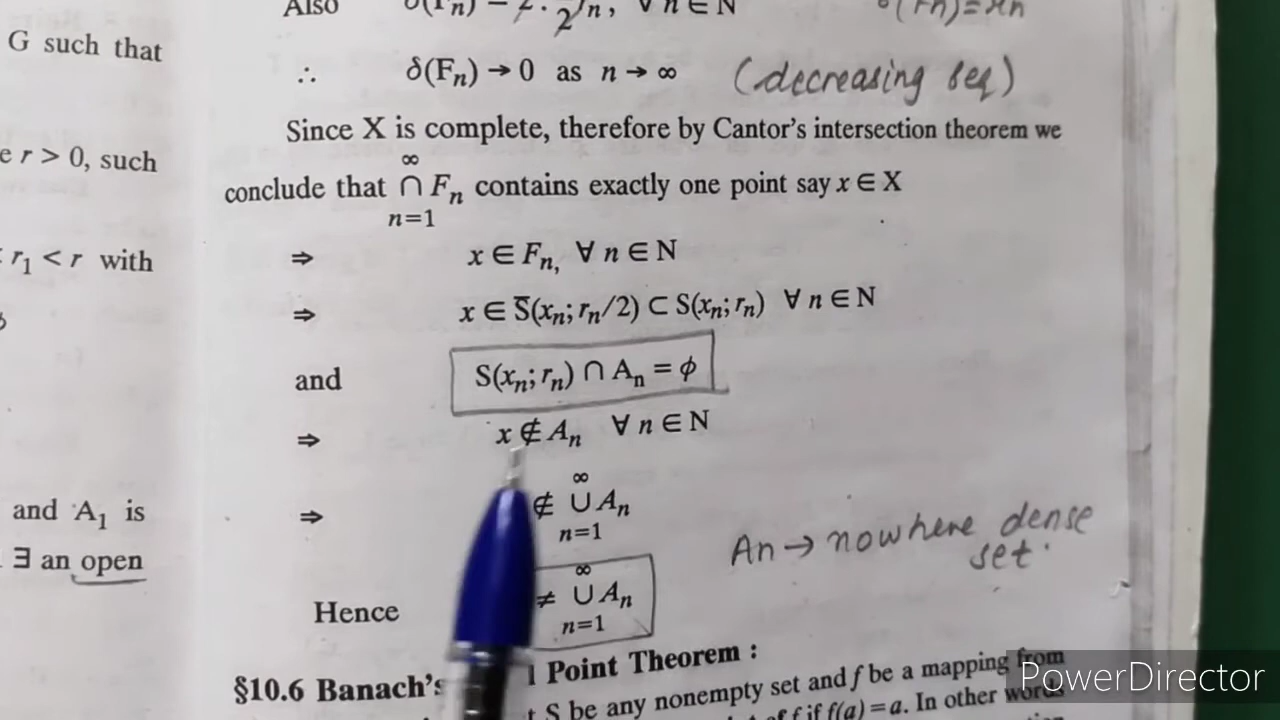 Also δ(Fn) = 2 · 2 n, ∀ n ∈ N
G such that
∴ δ(Fn) → 0 as n → ∞ (decreasing seq)
Since X is complete, therefore by Cantor's intersection theorem we
e r > 0, such
conclude that ∞ ∩ n=1 Fn contains exactly one point say x ∈ X
r1 < r with
⇒ x ∈ Fn, ∀ n ∈ N
⇒ x ∈ S̄(xn; rn/2) ⊂ S(xn; rn) ∀ n ∈ N
and S(xn; rn) ∩ An = ϕ
⇒ x ∉ An ∀ n ∈ N
and A1 is
⇒ ∉ ∞ ∪ n=1 An
An → nowhere dense
set.
∃ an open
Hence ≠ ∞ ∪ n=1 An
§10.6 Banach's Point Theorem :
S be any nonempty set and f be a mapping from
of f if f(a) = a. In other words
PowerDirector